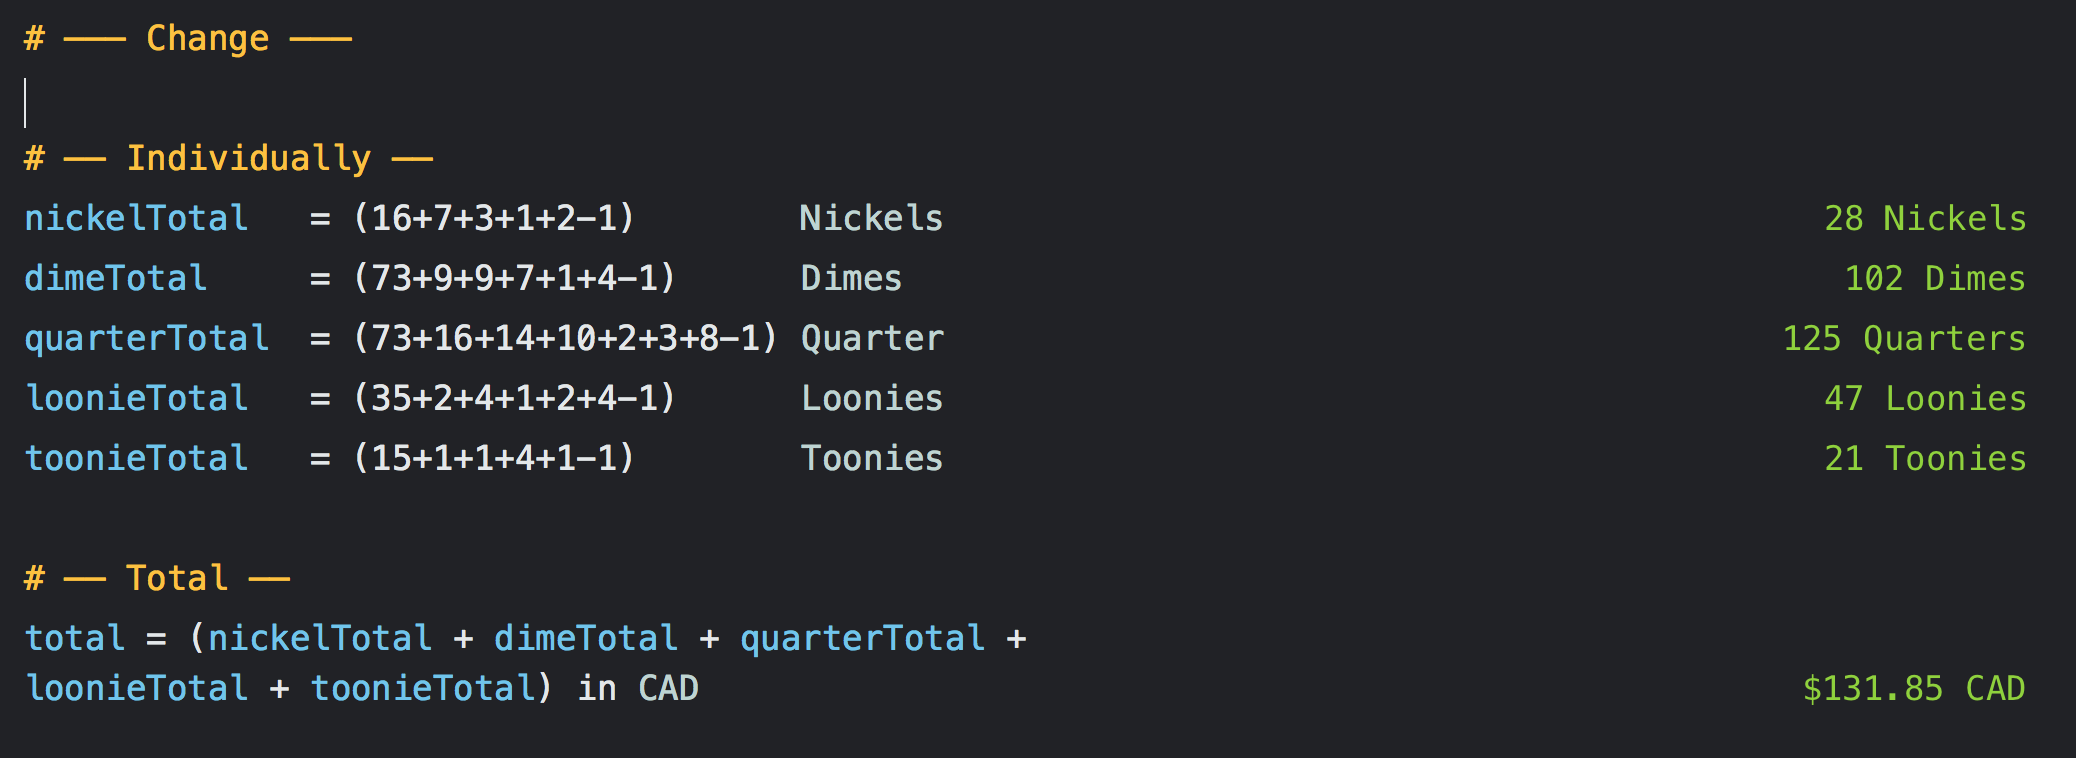 # ─── Change ───
# ── Individually ──
nickelTotal = (16+7+3+1+2−1) Nickels 28 Nickels
dimeTotal = (73+9+9+7+1+4−1) Dimes 102 Dimes
quarterTotal = (73+16+14+10+2+3+8−1) Quarter 125 Quarters
loonieTotal = (35+2+4+1+2+4−1) Loonies 47 Loonies
toonieTotal = (15+1+1+4+1−1) Toonies 21 Toonies
# ── Total ──
total = (nickelTotal + dimeTotal + quarterTotal +
loonieTotal + toonieTotal) in CAD $131.85 CAD